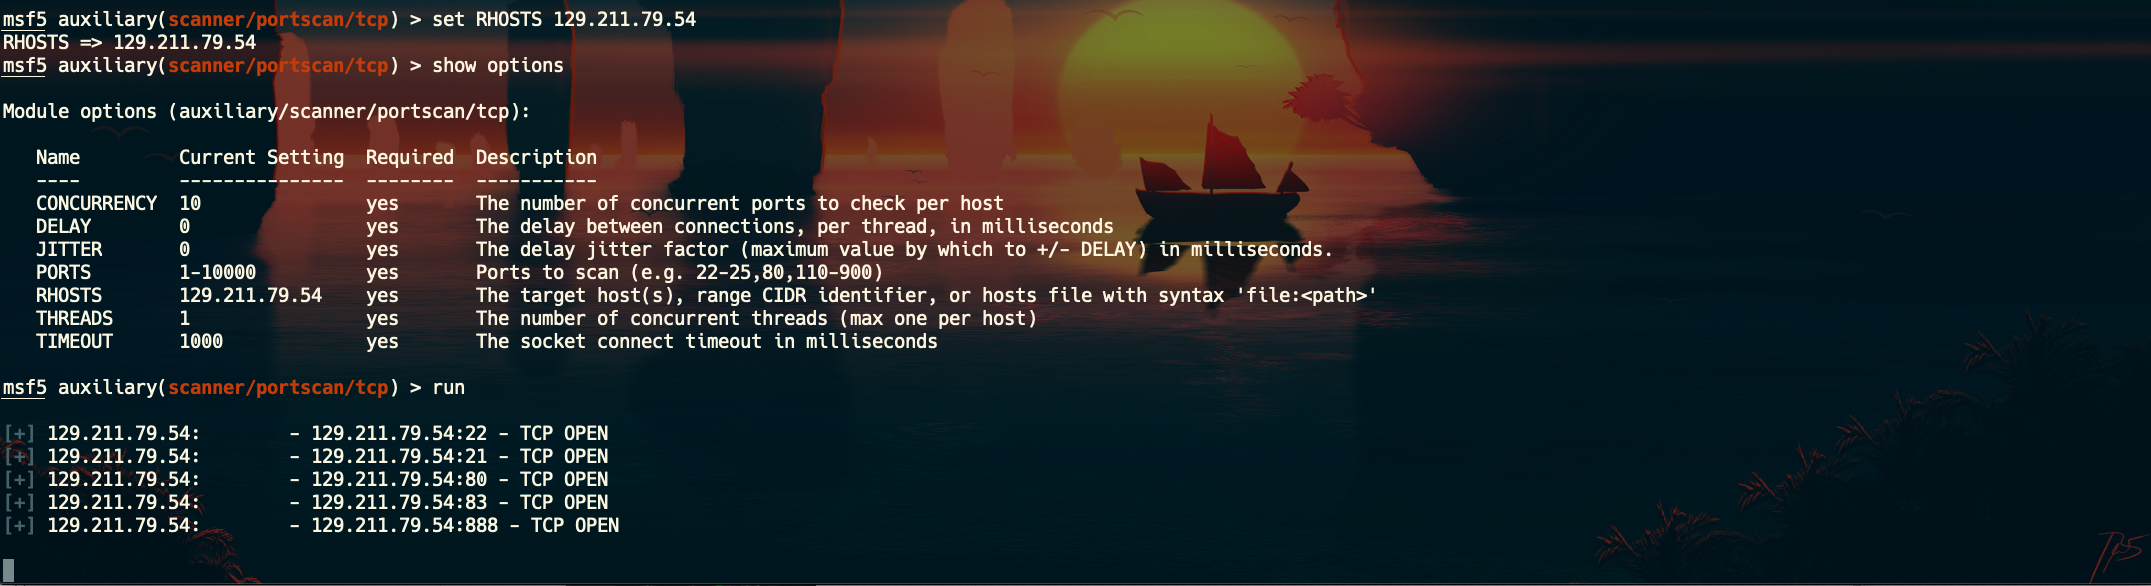 msf5 auxiliary(scanner/portscan/tcp) > set RHOSTS 129.211.79.54
RHOSTS => 129.211.79.54
msf5 auxiliary(scanner/portscan/tcp) > show options
Module options (auxiliary/scanner/portscan/tcp):
Name Current Setting Required Description
---- --------------- -------- -----------
CONCURRENCY 10 yes The number of concurrent ports to check per host
DELAY 0 yes The delay between connections, per thread, in milliseconds
JITTER 0 yes The delay jitter factor (maximum value by which to +/- DELAY) in milliseconds.
PORTS 1-10000 yes Ports to scan (e.g. 22-25,80,110-900)
RHOSTS 129.211.79.54 yes The target host(s), range CIDR identifier, or hosts file with syntax 'file:<path>'
THREADS 1 yes The number of concurrent threads (max one per host)
TIMEOUT 1000 yes The socket connect timeout in milliseconds
msf5 auxiliary(scanner/portscan/tcp) > run
[+] 129.211.79.54: - 129.211.79.54:22 - TCP OPEN
[+] 129.211.79.54: - 129.211.79.54:21 - TCP OPEN
[+] 129.211.79.54: - 129.211.79.54:80 - TCP OPEN
[+] 129.211.79.54: - 129.211.79.54:83 - TCP OPEN
[+] 129.211.79.54: - 129.211.79.54:888 - TCP OPEN